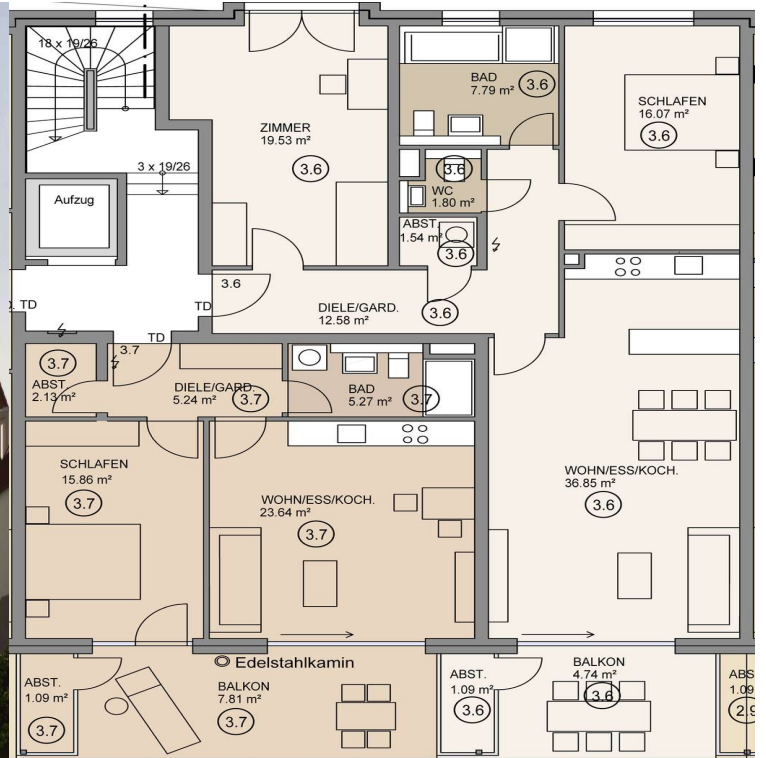 18 x 19/26
3 x 19/26
Aufzug
ZIMMER
19.53 m²
3.6
BAD
7.79 m²
3.6
SCHLAFEN
16.07 m²
3.6
3.6
WC
1.80 m²
ABST.
1.54 m²
3.6
TD
TD
3.6
DIELE/GARD.
12.58 m²
3.6
TD
3.7
3.7
ABST.
2.13 m²
DIELE/GARD.
5.24 m²
3.7
BAD
5.27 m²
3.7
SCHLAFEN
15.86 m²
3.7
WOHN/ESS/KOCH.
23.64 m²
3.7
WOHN/ESS/KOCH.
36.85 m²
3.6
Edelstahlkamin
ABST.
1.09 m²
3.7
BALKON
7.81 m²
3.7
ABST.
1.09 m²
3.6
BALKON
4.74 m²
3.6
ABS
1.09
2.9